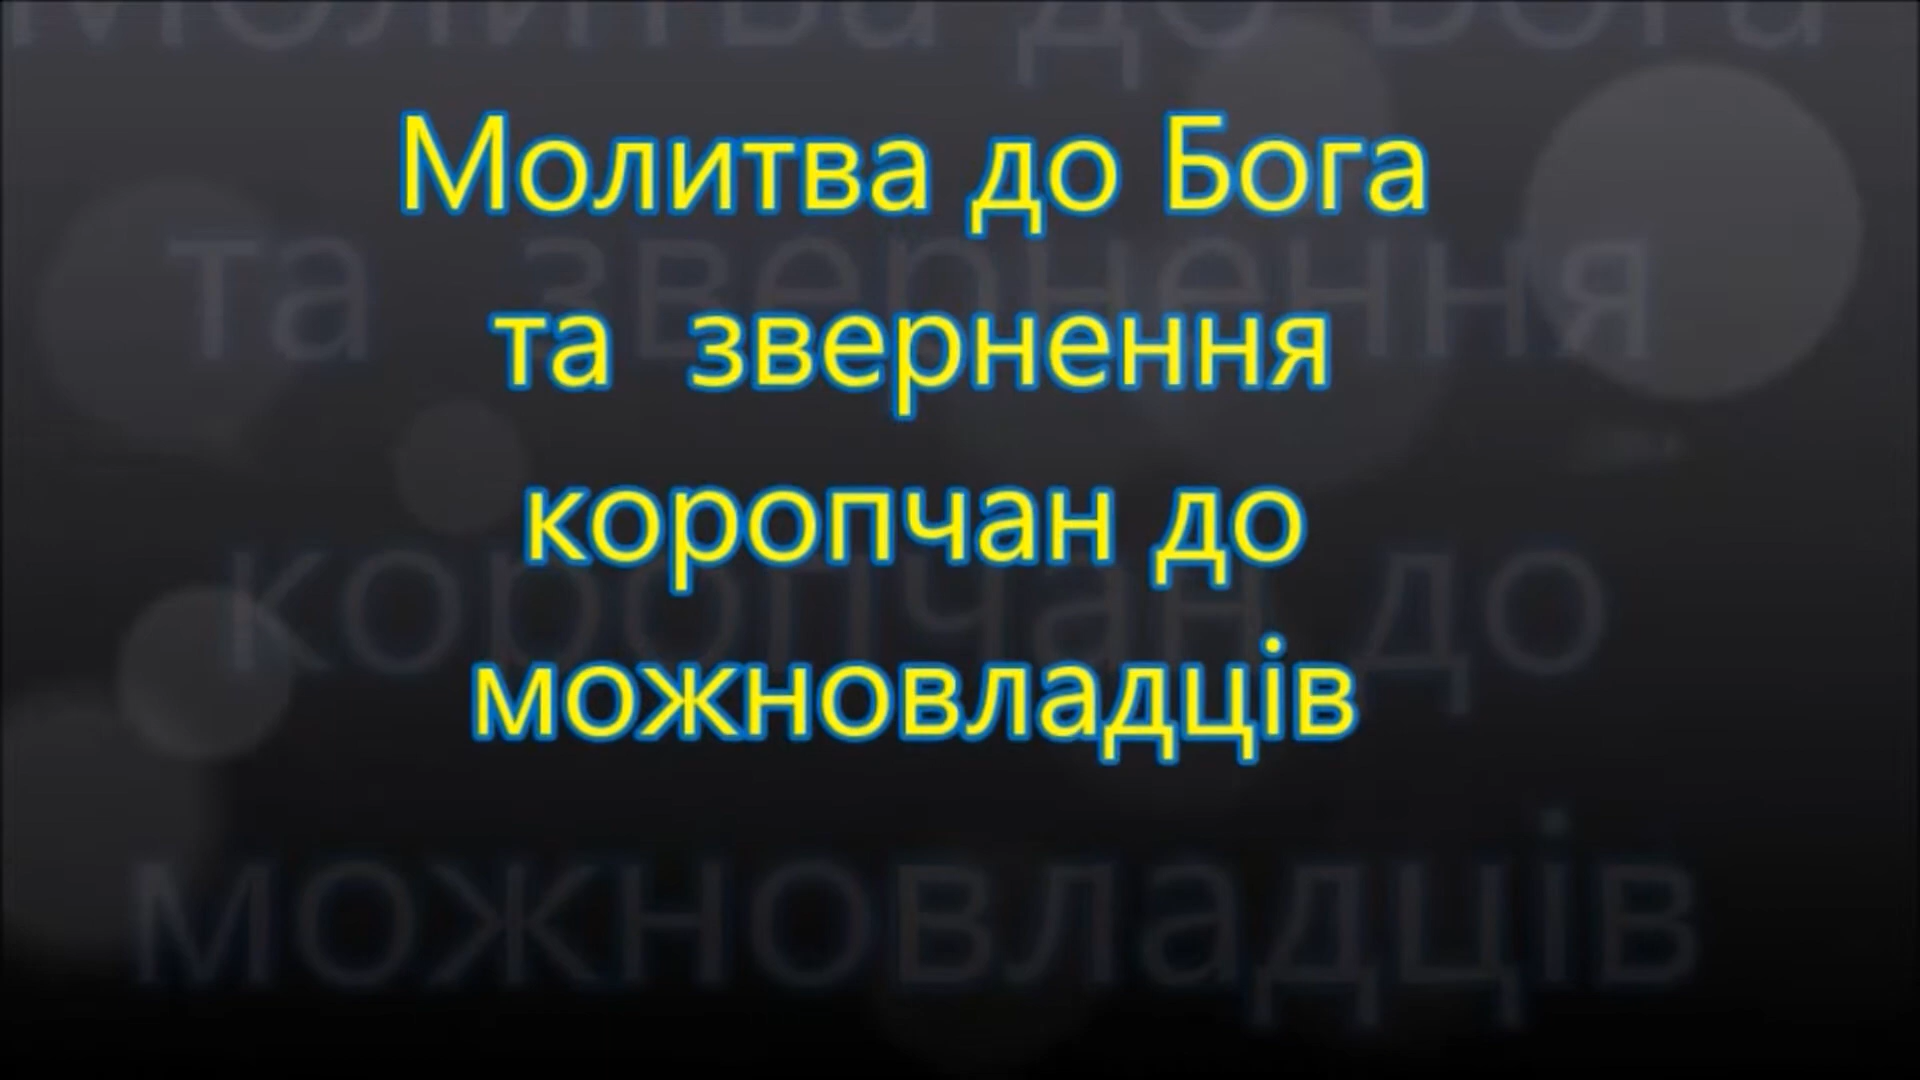 Молитва до Бога
та звернення
коропчан до
можновладців